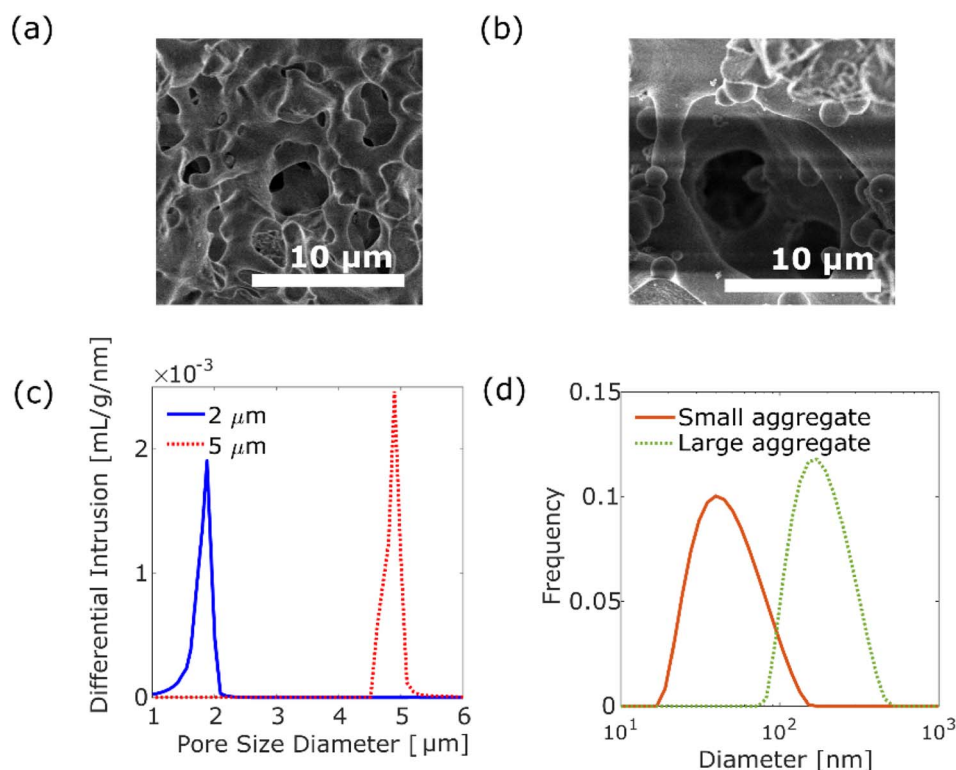 (a)
(b)
10 µm
10 µm
(c)
×10⁻³
Differential Intrusion [mL/g/nm]
2 µm
5 µm
2
1
0
1 2 3 4 5 6
Pore Size Diameter [µm]
(d)
0.15
Small aggregate
Large aggregate
0.1
Frequency
0.05
0
10¹ 10² 10³
Diameter [nm]